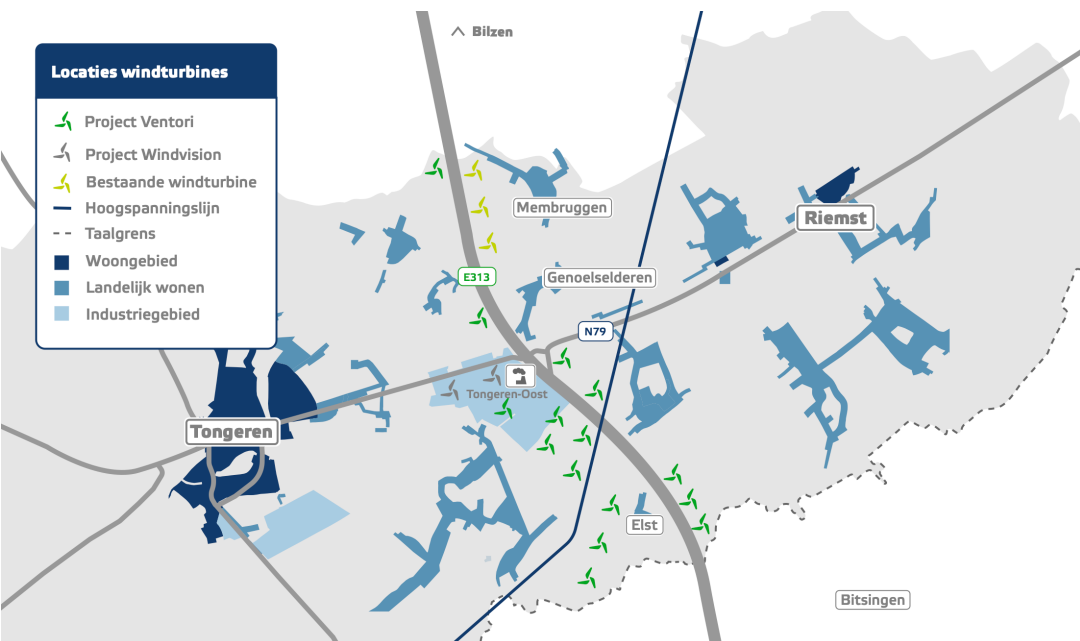 Bilzen
Locaties windturbines
Project Ventori
Project Windvision
Bestaande windturbine
Hoogspanningslijn
Taalgrens
Woongebied
Landelijk wonen
Industriegebied
Membruggen
Riemst
E313
Genoelselderen
N79
Tongeren-Oost
Tongeren
Elst
Bitsingen